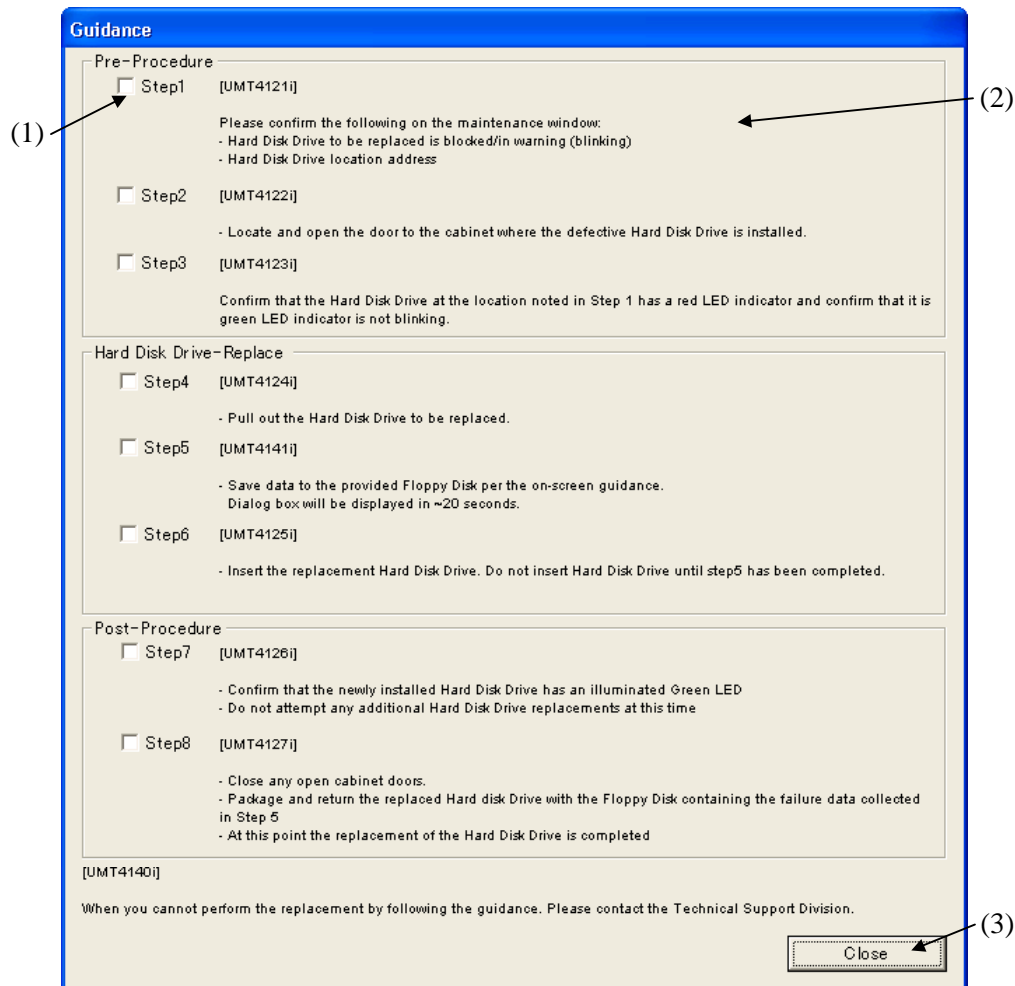 Guidance
Pre-Procedure
Step1 [UMT4121i]
(1)
(2)
Please confirm the following on the maintenance window:
- Hard Disk Drive to be replaced is blocked/in warning (blinking)
- Hard Disk Drive location address
Step2 [UMT4122i]
- Locate and open the door to the cabinet where the defective Hard Disk Drive is installed.
Step3 [UMT4123i]
Confirm that the Hard Disk Drive at the location noted in Step 1 has a red LED indicator and confirm that it is
green LED indicator is not blinking.
Hard Disk Drive-Replace
Step4 [UMT4124i]
- Pull out the Hard Disk Drive to be replaced.
Step5 [UMT4141i]
- Save data to the provided Floppy Disk per the on-screen guidance.
Dialog box will be displayed in ~20 seconds.
Step6 [UMT4125i]
- Insert the replacement Hard Disk Drive. Do not insert Hard Disk Drive until step5 has been completed.
Post-Procedure
Step7 [UMT4126i]
- Confirm that the newly installed Hard Disk Drive has an illuminated Green LED
- Do not attempt any additional Hard Disk Drive replacements at this time
Step8 [UMT4127i]
- Close any open cabinet doors.
- Package and return the replaced Hard disk Drive with the Floppy Disk containing the failure data collected
in Step 5
- At this point the replacement of the Hard Disk Drive is completed
[UMT4140i]
When you cannot perform the replacement by following the guidance. Please contact the Technical Support Division.
(3)
Close